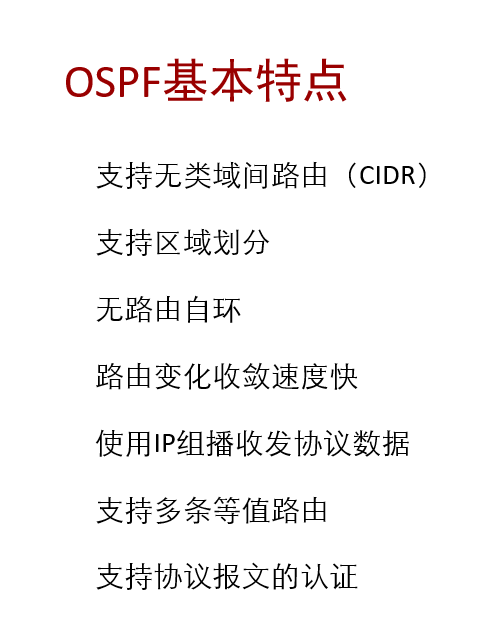 OSPF基本特点
支持无类域间路由（CIDR）
支持区域划分
无路由自环
路由变化收敛速度快
使用IP组播收发协议数据
支持多条等值路由
支持协议报文的认证